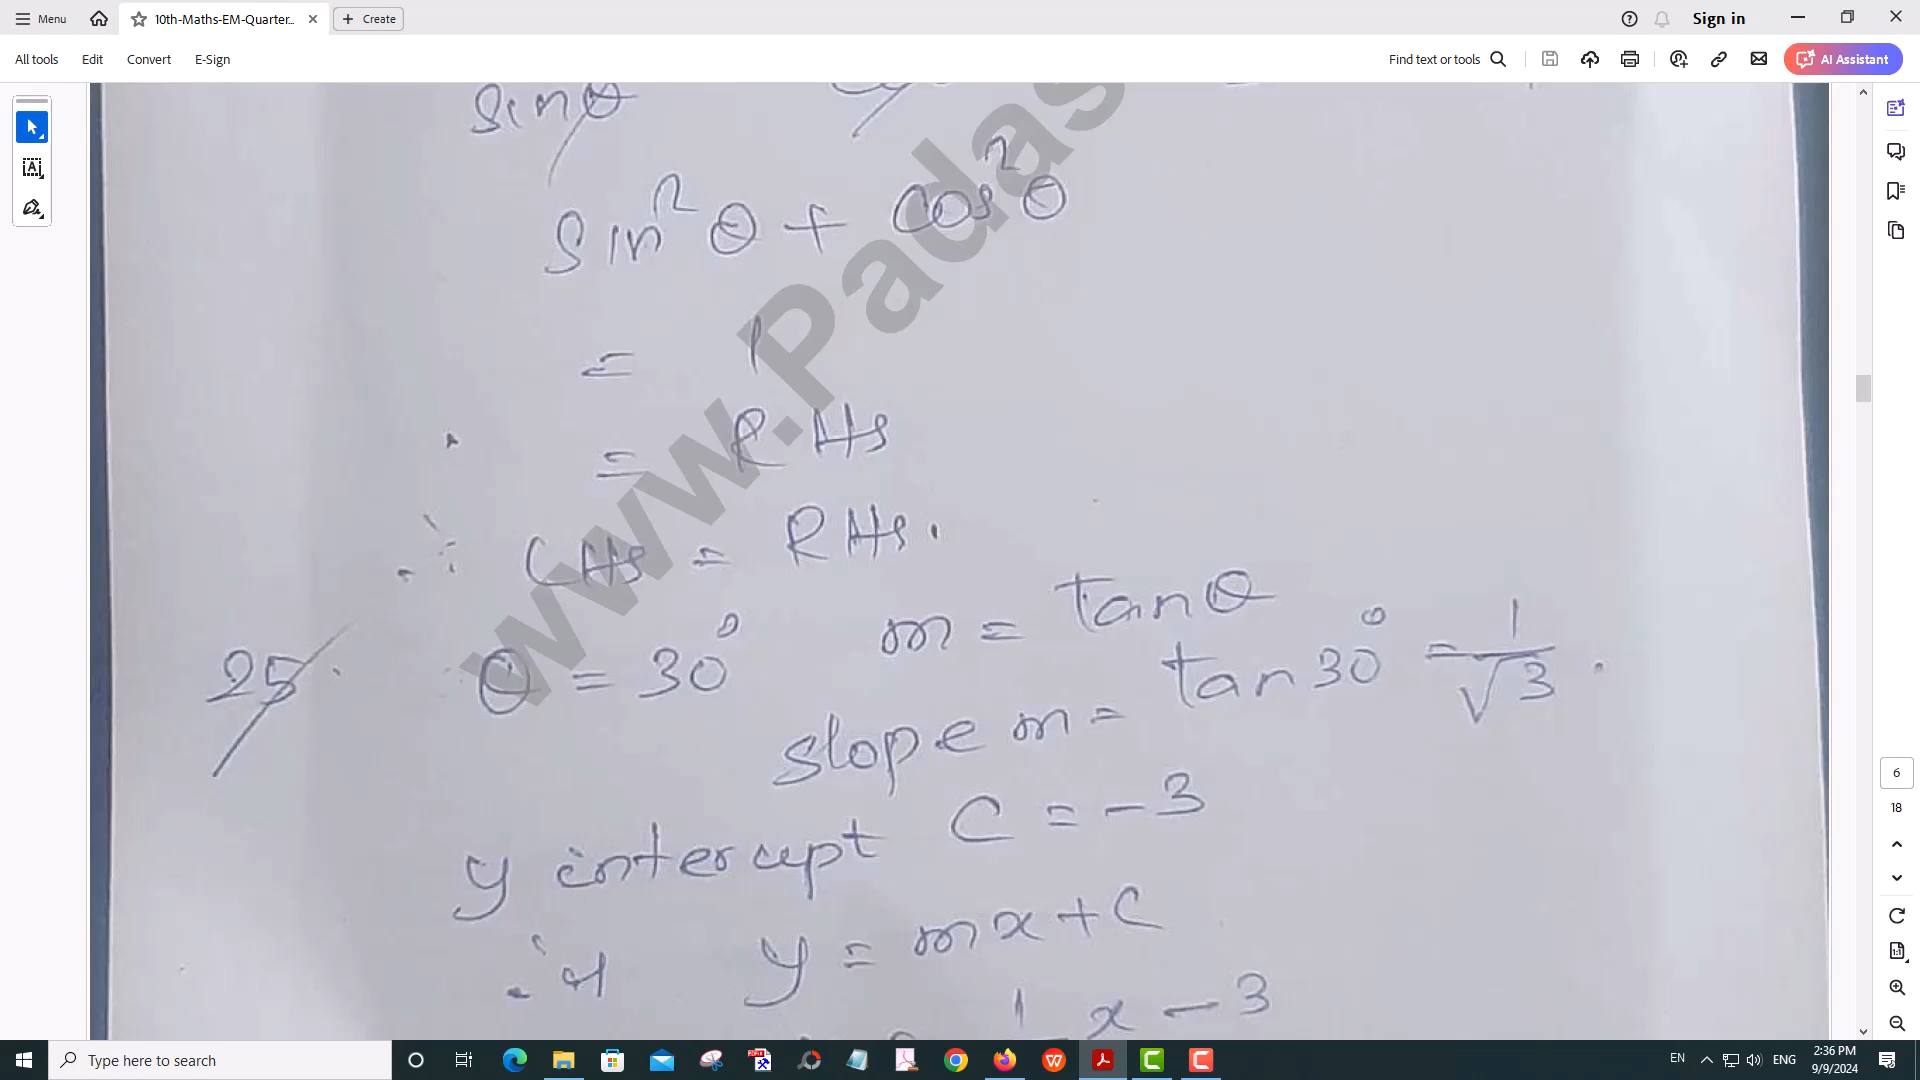 Menu
10th-Maths-EM-Quarter...
Create
Sign in
All tools
Edit
Convert
E-Sign
Find text or tools
AI Assistant
Sinθ
Sin²θ + Cos²θ
= 1
= RHS
∴ LHS = RHS.
25. θ = 30° m = tanθ
slope m = tan 30° = 1/√3.
y intercept C = -3
y = mx + C
x - 3
www.Padas
6
18
Type here to search
EN
ENG
2:36 PM
9/9/2024